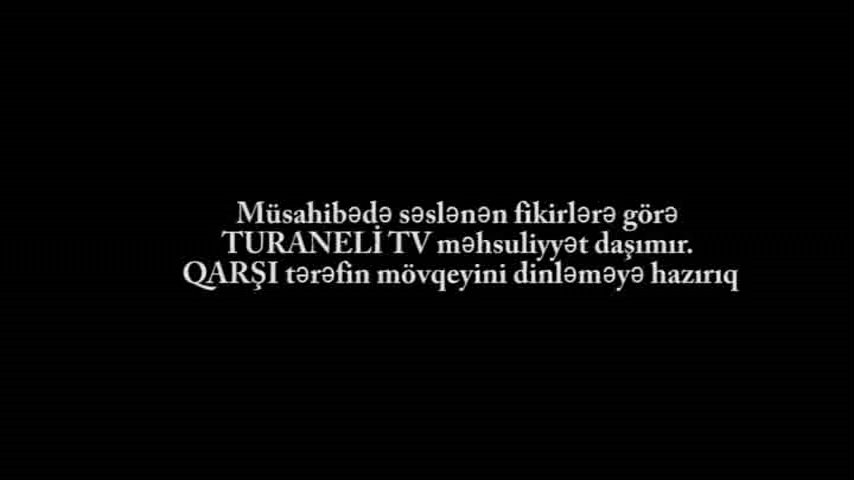 Müsahibədə səslənən fikirlərə görə
TURANELİ TV məhsuliyyət daşımır.
QARŞI tərəfin mövqeyini dinləməyə hazırıq